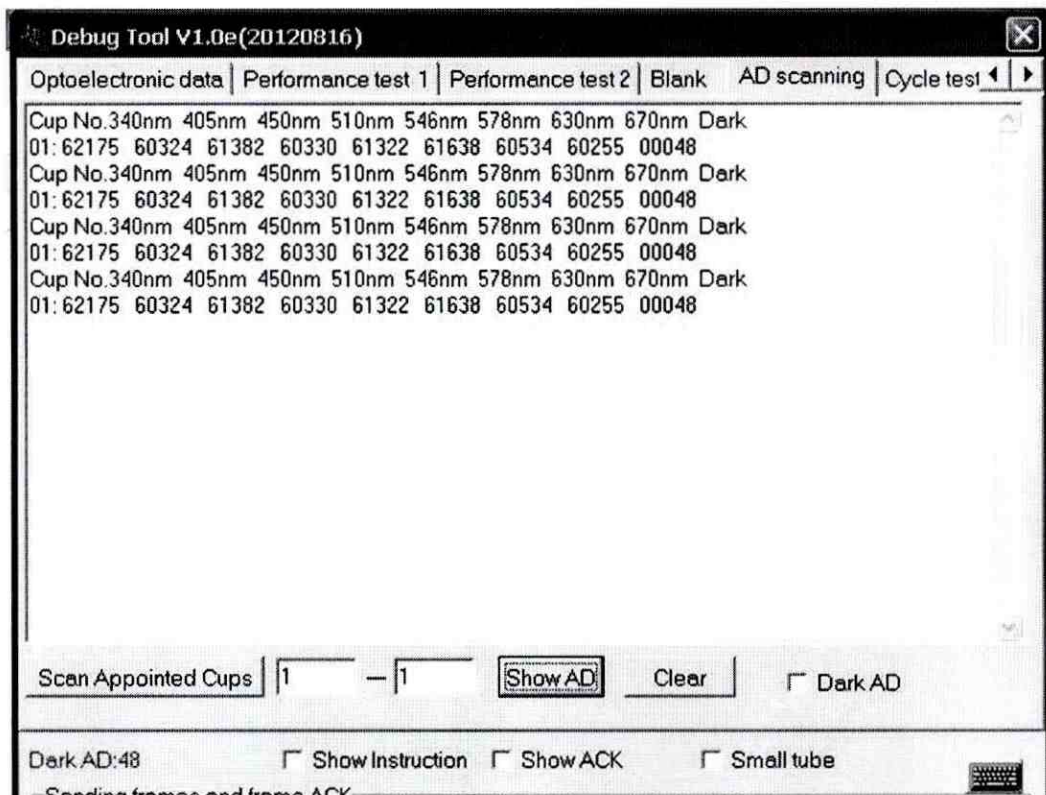 Debug Tool V1.0e(20120816)
Optoelectronic data Performance test 1 Performance test 2 Blank AD scanning Cycle test
Cup No.340nm 405nm 450nm 510nm 546nm 578nm 630nm 670nm Dark
01:62175 60324 61382 60330 61322 61638 60534 60255 00048
Cup No.340nm 405nm 450nm 510nm 546nm 578nm 630nm 670nm Dark
01:62175 60324 61382 60330 61322 61638 60534 60255 00048
Cup No.340nm 405nm 450nm 510nm 546nm 578nm 630nm 670nm Dark
01:62175 60324 61382 60330 61322 61638 60534 60255 00048
Cup No.340nm 405nm 450nm 510nm 546nm 578nm 630nm 670nm Dark
01:62175 60324 61382 60330 61322 61638 60534 60255 00048
Scan Appointed Cups 1 — 1 Show AD Clear Dark AD
Dark AD:48 Show Instruction Show ACK Small tube
Sending frames and frame ACK